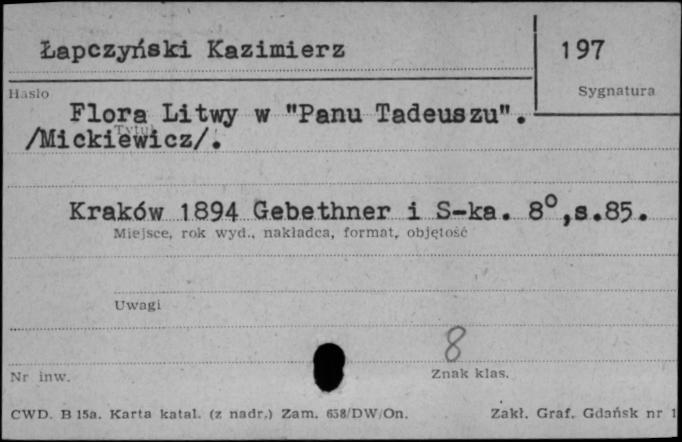 Łapczyński Kazimierz
197
Hasło
Sygnatura
Flora Litwy w "Panu Tadeuszu".
Tytuł
/Mickiewicz/.
Kraków 1894 Gebethner i S-ka. 8°,s.85.
Miejsce, rok wyd., nakładca, format, objętość
Uwagi
8
Nr inw.
Znak klas.
CWD. B 15a. Karta katal. (z nadr.) Zam. 638/DW/On.
Zakł. Graf. Gdańsk nr 1